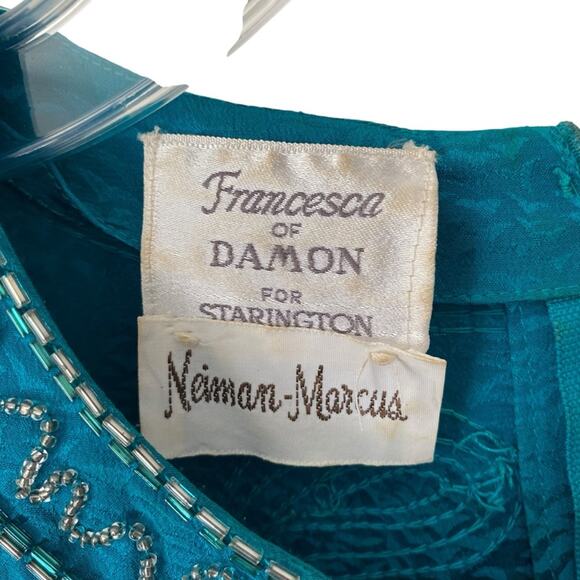 Francesca
OF
DAMON
FOR
STARINGTON
Neiman-Marcus